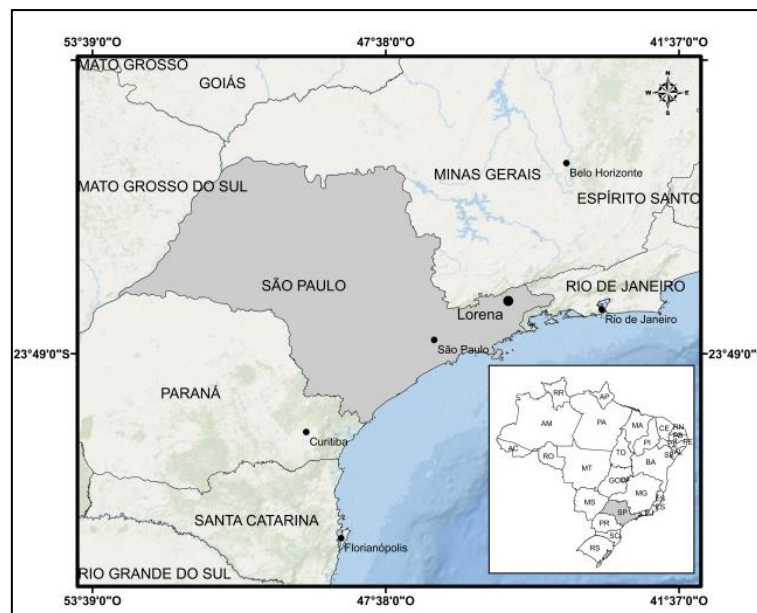 53°39'0"O 47°38'0"O 41°37'0"O
MATO GROSSO
GOIÁS
N
W E
S
MINAS GERAIS
Belo Horizonte
MATO GROSSO DO SUL
ESPÍRITO SANTO
SÃO PAULO
RIO DE JANEIRO
Lorena
Rio de Janeiro
São Paulo
23°49'0"S 23°49'0"S
PARANÁ
Curitiba
SANTA CATARINA
Florianópolis
RIO GRANDE DO SUL
RR AP
AM PA MA CE RN
PB
PI PE
AC TO AL
RO SE
MT BA
GO DF
MG
MS ES
ES
SP RJ
PR
SC
RS
53°39'0"O 47°38'0"O 41°37'0"O